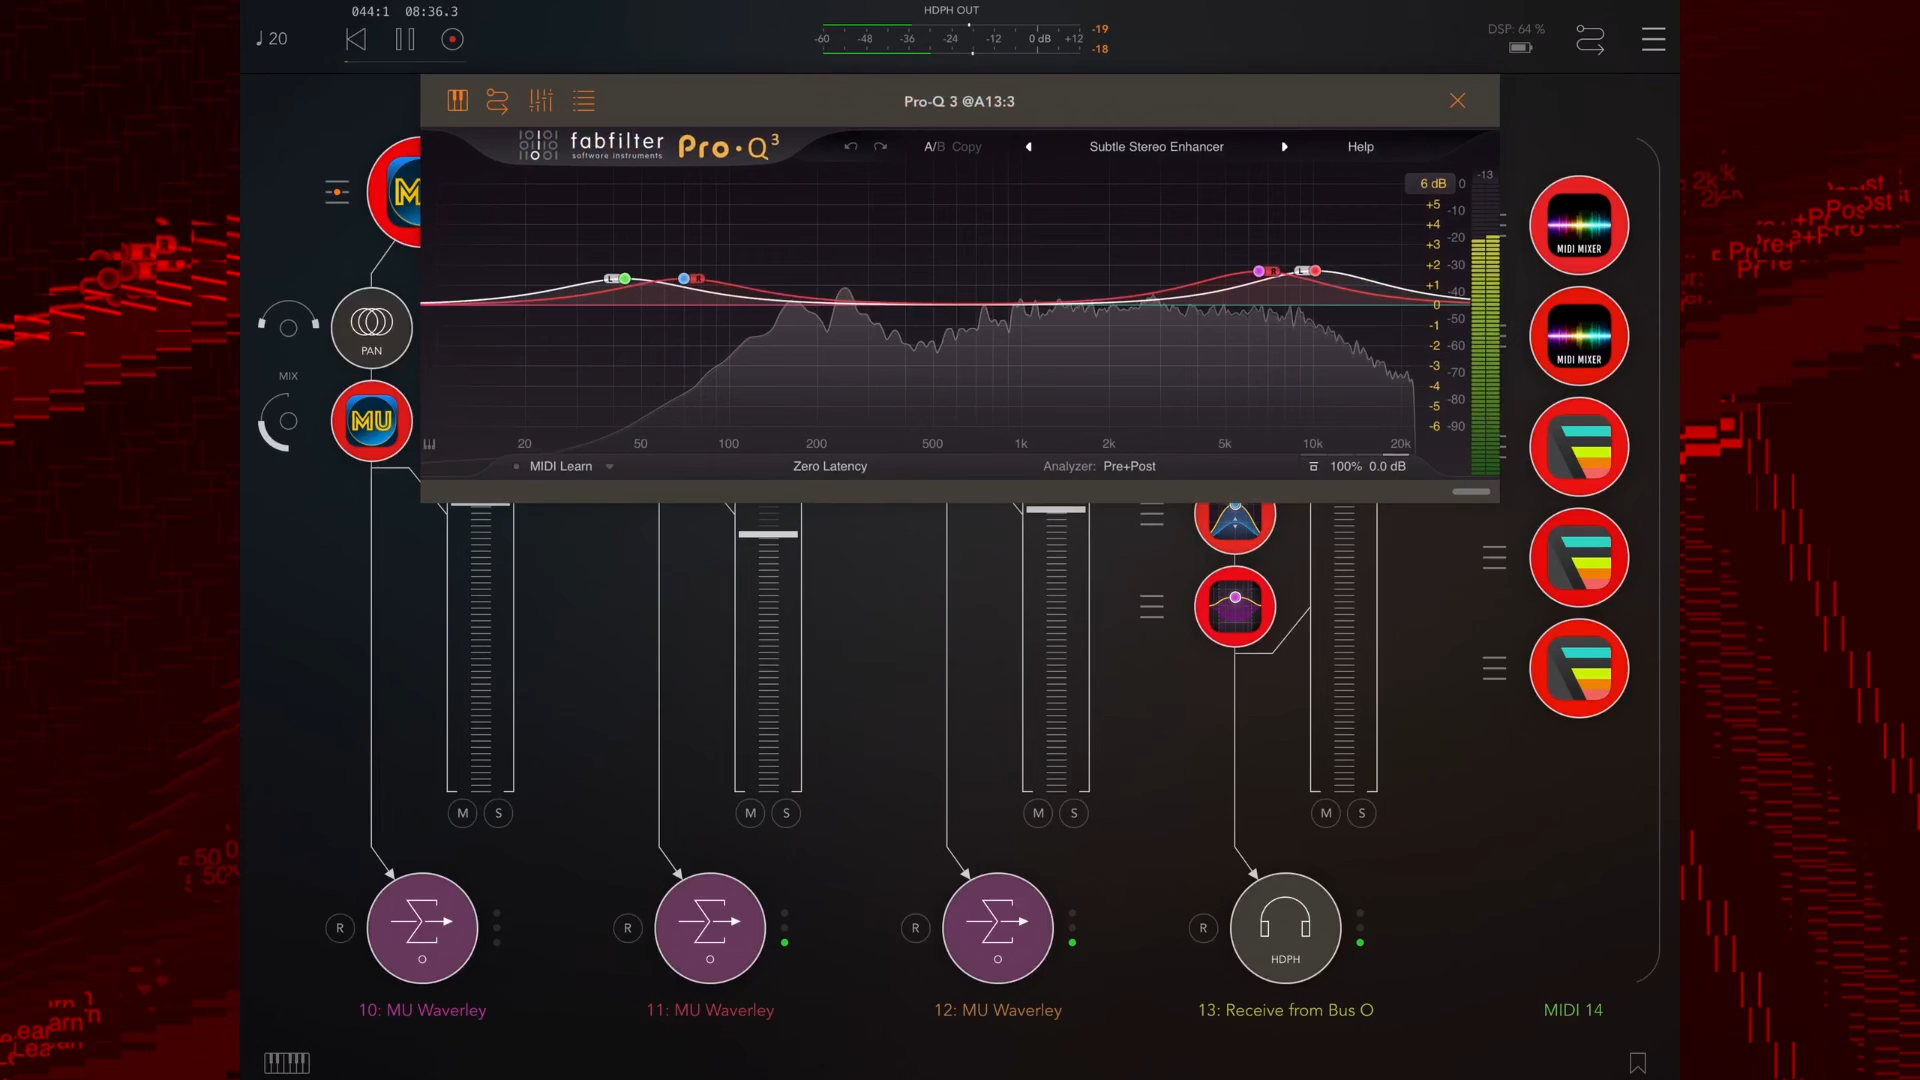 044:1 08:36.3
HDPH OUT
♩20
-60 -48 -36 -24 -12 0 dB +12
-19
-18
DSP: 64 %
Pro-Q 3 @A13:3
fabfilter
software instruments
Pro·Q3
A/B Copy
Subtle Stereo Enhancer
Help
6 dB 0 -13
+5 -10
+4
+3 -20
+2 -30
+1 -40
0
-1 -50
-2 -60
-3 -70
-4
-5 -80
-6 -90
20 50 100 200 500 1k 2k 5k 10k 20k
MIDI Learn
Zero Latency
Analyzer: Pre+Post
100% 0.0 dB
PAN
MIX
MU
MIDI MIXER
MIDI MIXER
M S
M S
M S
M S
R
O
R
O
R
O
R
HDPH
10: MU Waverley
11: MU Waverley
12: MU Waverley
13: Receive from Bus O
MIDI 14